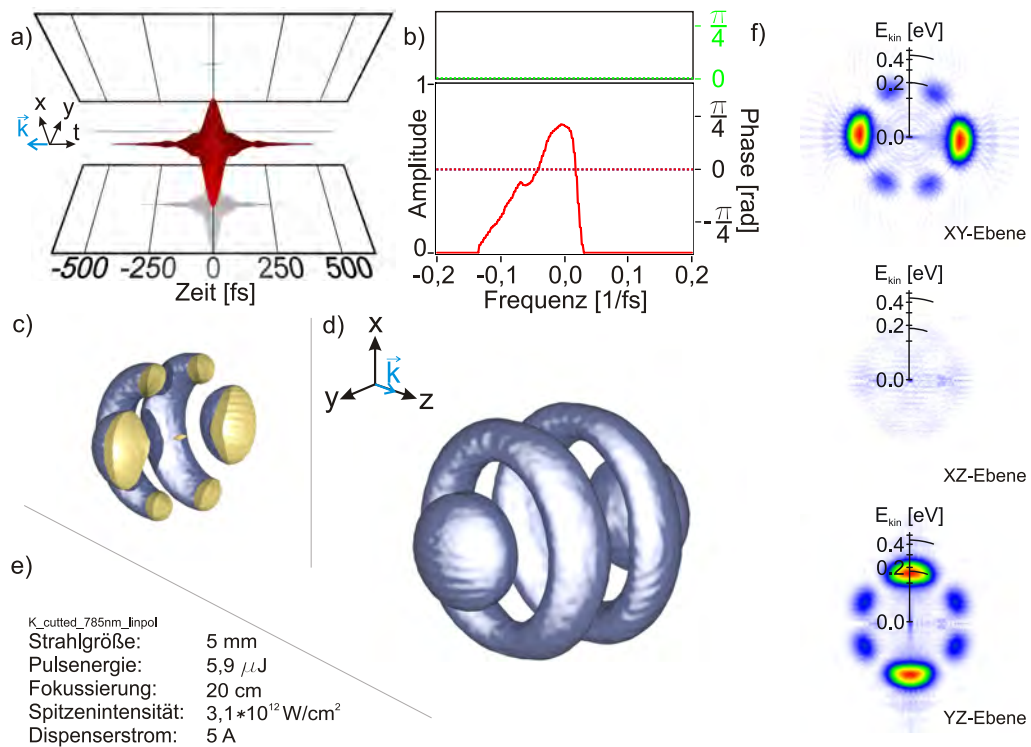 a)
x
y
k
t
-500 -250 0 250 500
Zeit [fs]
b)
π/4
0
1
Amplitude
0
π/4
0
-π/4
Phase [rad]
-0,2 -0,1 0,0 0,1 0,2
Frequenz [1/fs]
c)
d)
x
k
y
z
e)
K_cutted_785nm_linpol
Strahlgröße: 5 mm
Pulsenergie: 5,9 μJ
Fokussierung: 20 cm
Spitzenintensität: 3,1*10¹² W/cm²
Dispenserstrom: 5 A
f)
E_kin [eV]
0.4
0.2
0.0
XY-Ebene
E_kin [eV]
0.4
0.2
0.0
XZ-Ebene
E_kin [eV]
0.4
0.2
0.0
YZ-Ebene